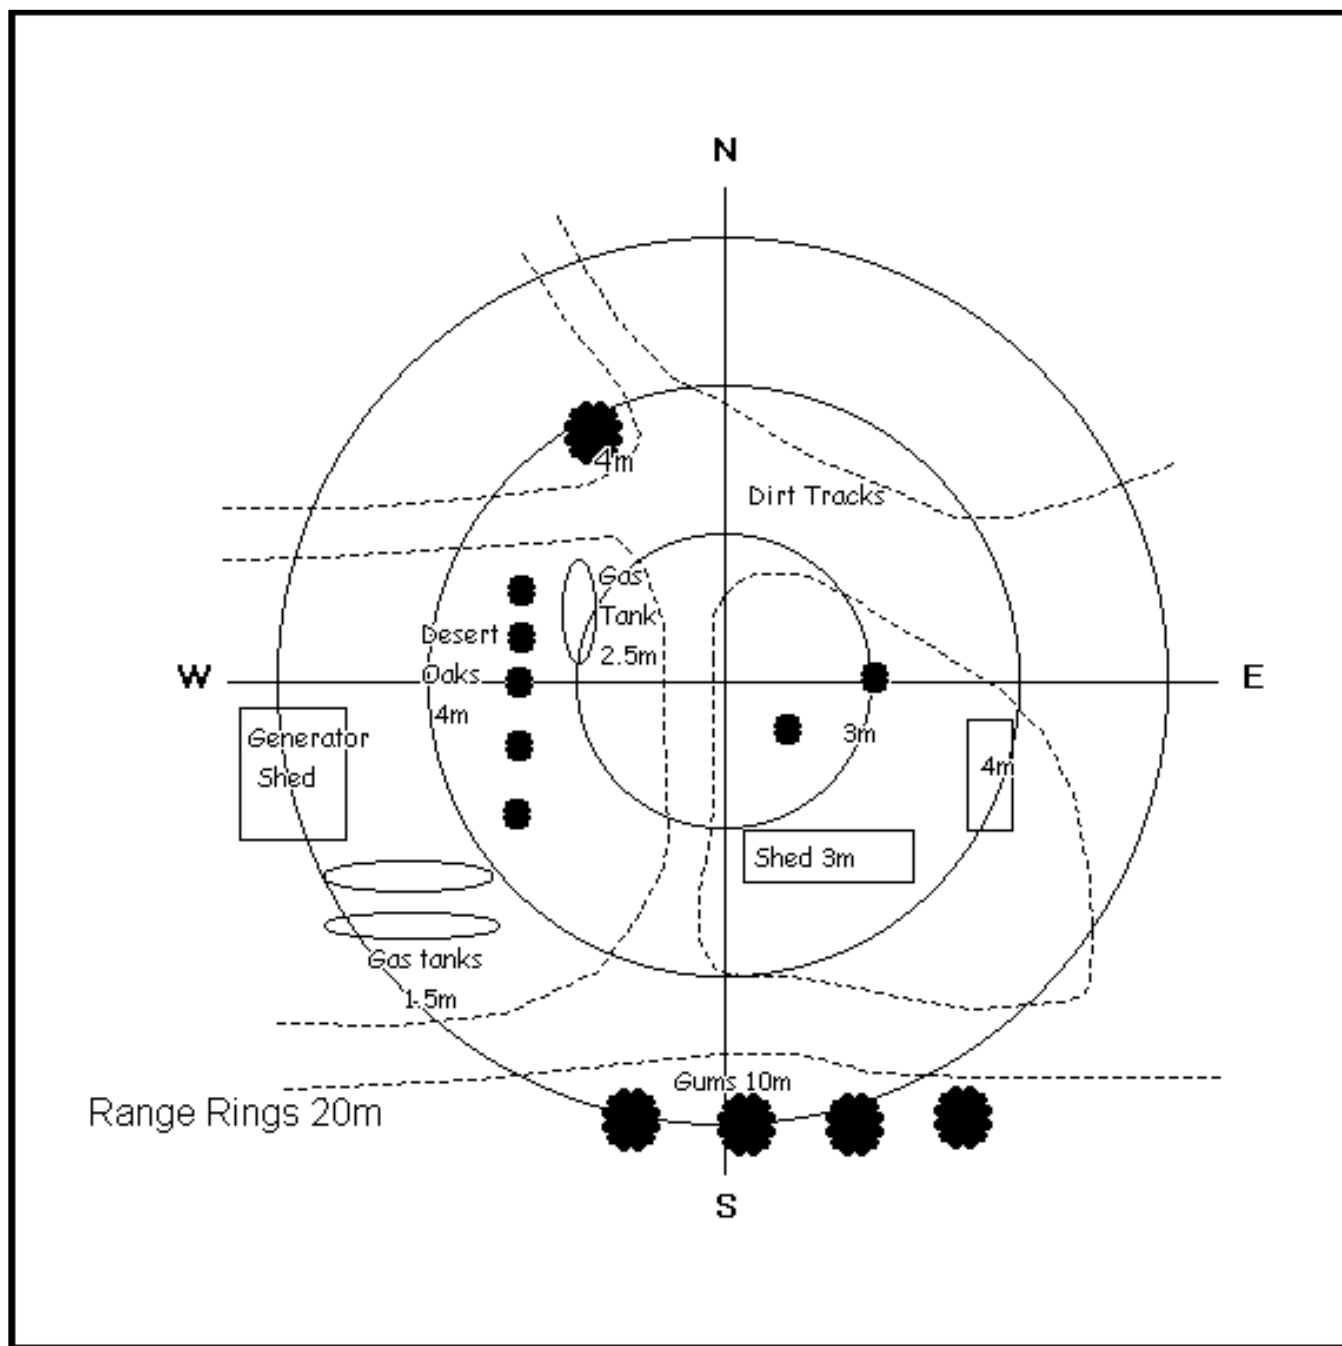 N
4m
Dirt Tracks
Gas
Tank
2.5m
Desert
Oaks
4m
W
E
Generator
Shed
3m
4m
Shed 3m
Gas tanks
1.5m
Gums 10m
Range Rings 20m
S